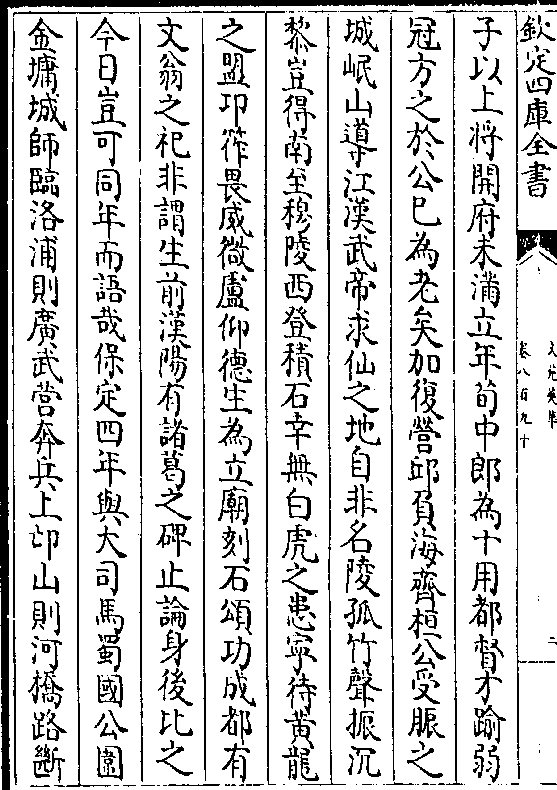 欽定四庫全書
文苑英華
卷八百九十
二
子以上将開府未滿立年荀中郎為十用都督才踰弱
冠方之於公已為老矣加復營邱負海齊桓公受脤之
城岷山導江漢武帝求仙之地自非名陵孤竹聲振沉
黎豈得南至穆陵西登積石幸無白虎之患寧待黃龍
之盟邛筰畏威微盧仰德生為立廟刻石頌功成都有
文翁之祀非謂生前漢陽有諸葛之碑止論身後比之
今日豈可同年而語哉保定四年與大司馬蜀國公圍
金墉城師臨洛浦則廣武營奔兵上邙山則河橋路斷